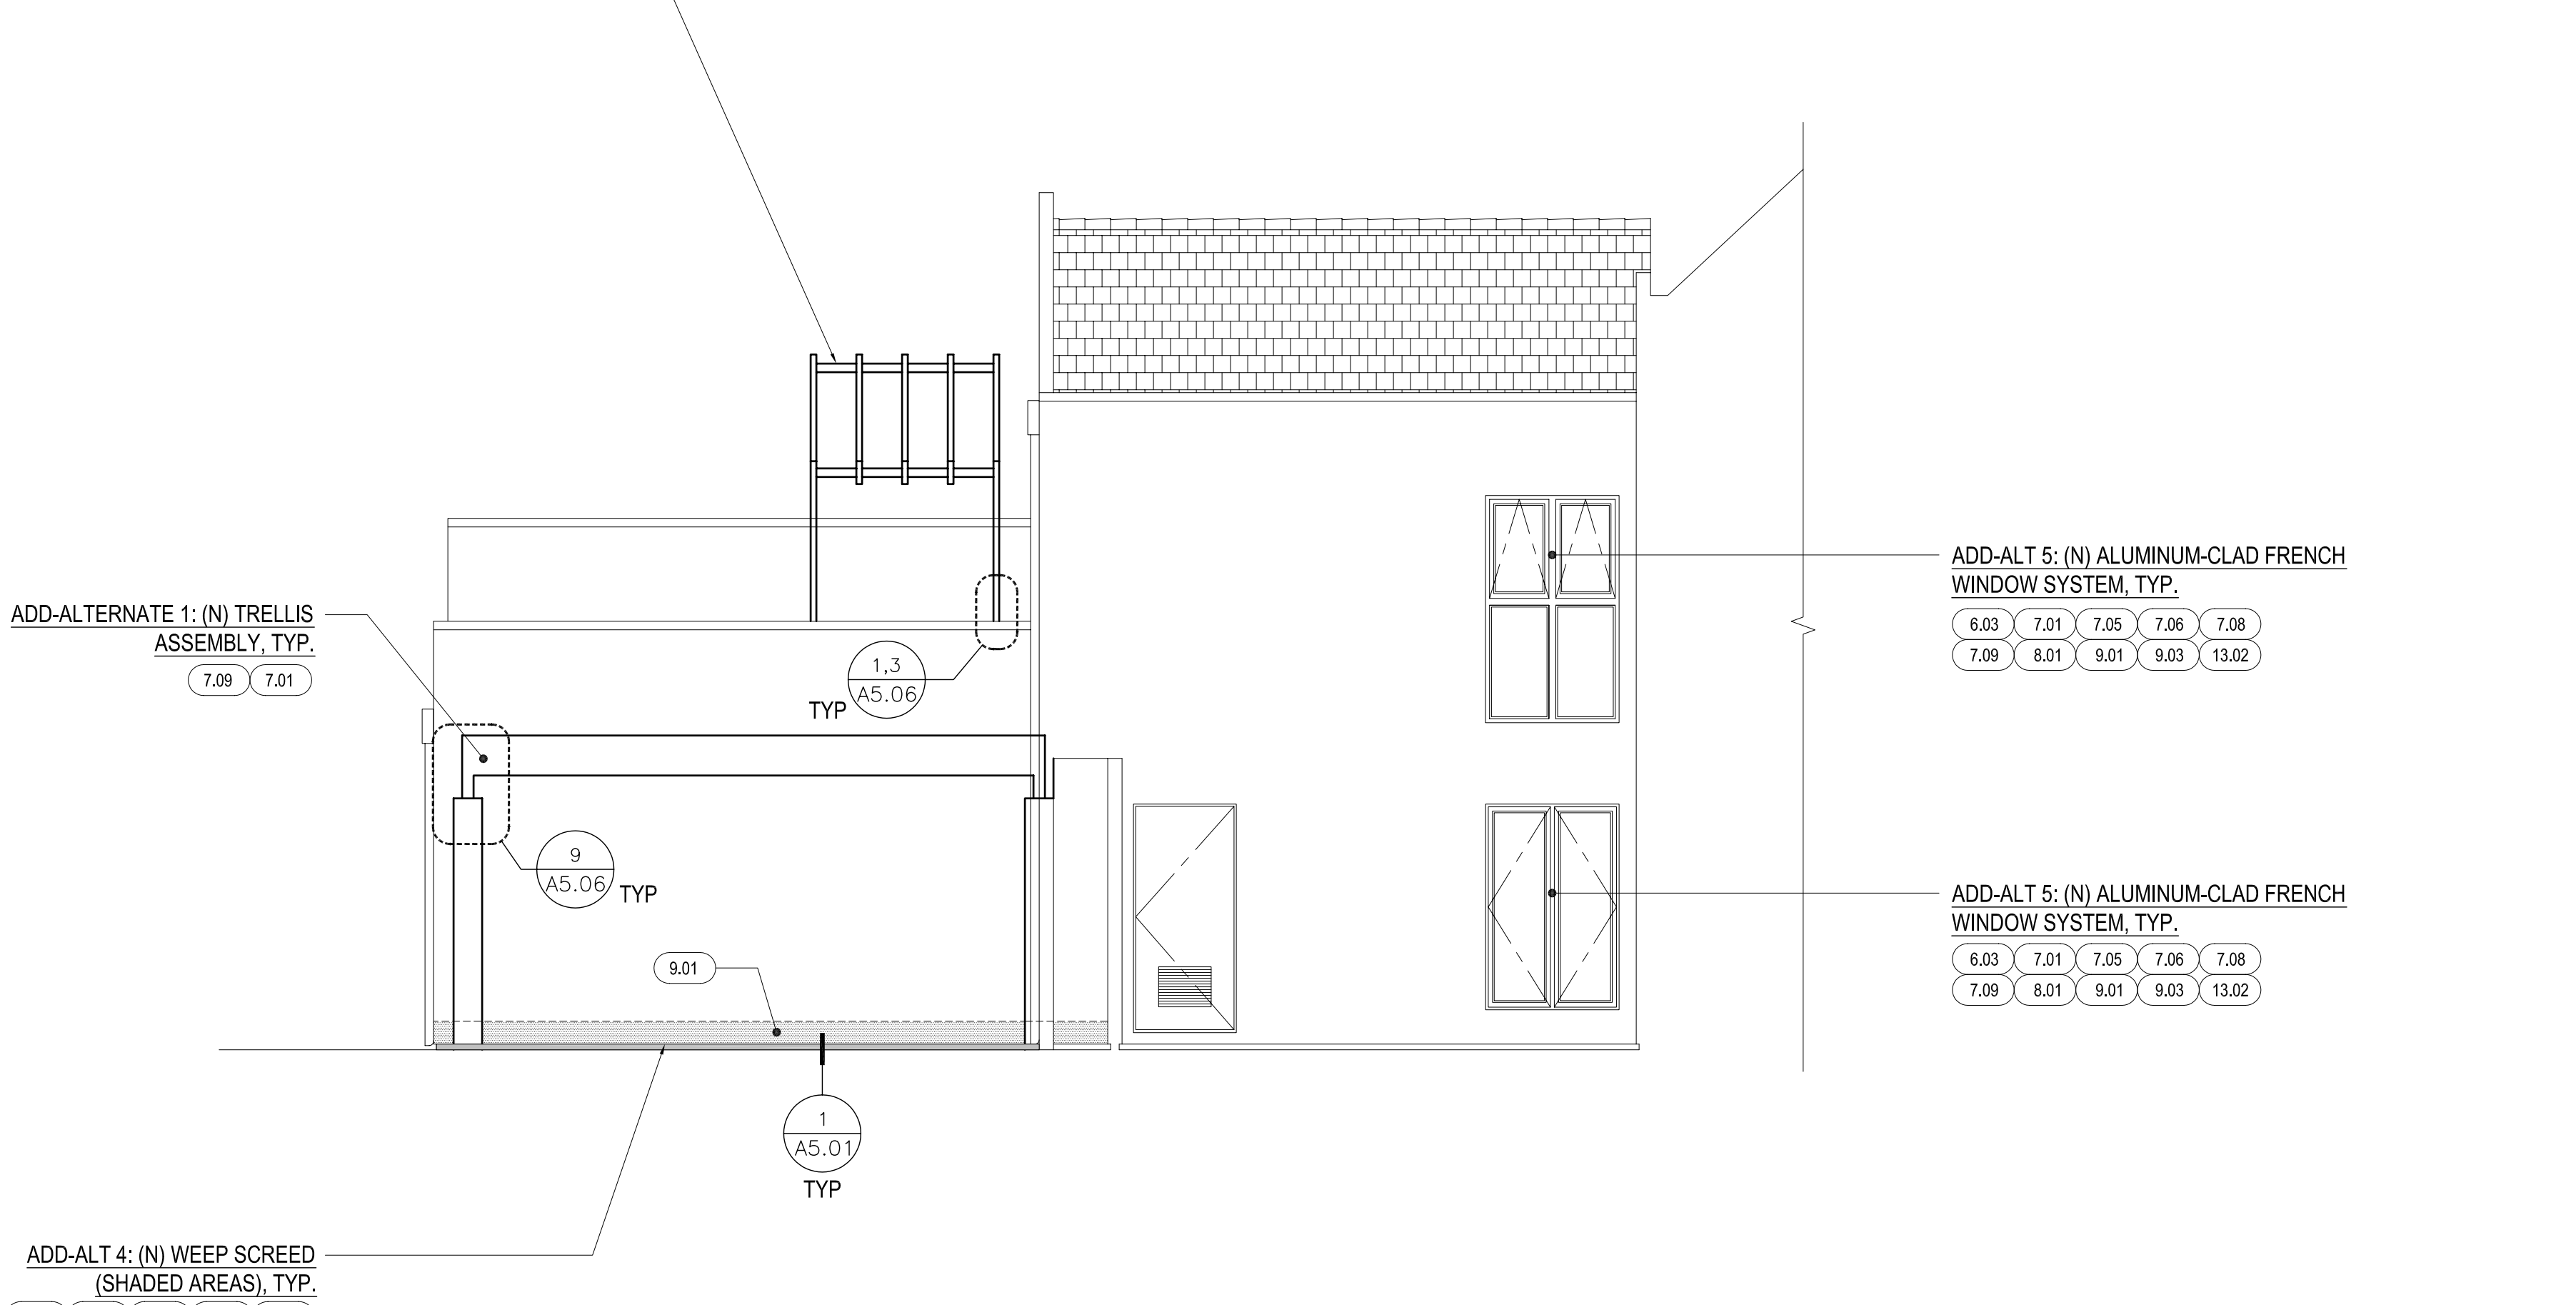 ADD-ALT 5: (N) ALUMINUM-CLAD FRENCH
WINDOW SYSTEM, TYP.
6.03 7.01 7.05 7.06 7.08
7.09 8.01 9.01 9.03 13.02
ADD-ALTERNATE 1: (N) TRELLIS
ASSEMBLY, TYP.
7.09 7.01
1,3
A5.06
TYP
9
A5.06
TYP
ADD-ALT 5: (N) ALUMINUM-CLAD FRENCH
WINDOW SYSTEM, TYP.
6.03 7.01 7.05 7.06 7.08
7.09 8.01 9.01 9.03 13.02
9.01
1
A5.01
TYP
ADD-ALT 4: (N) WEEP SCREED
(SHADED AREAS), TYP.